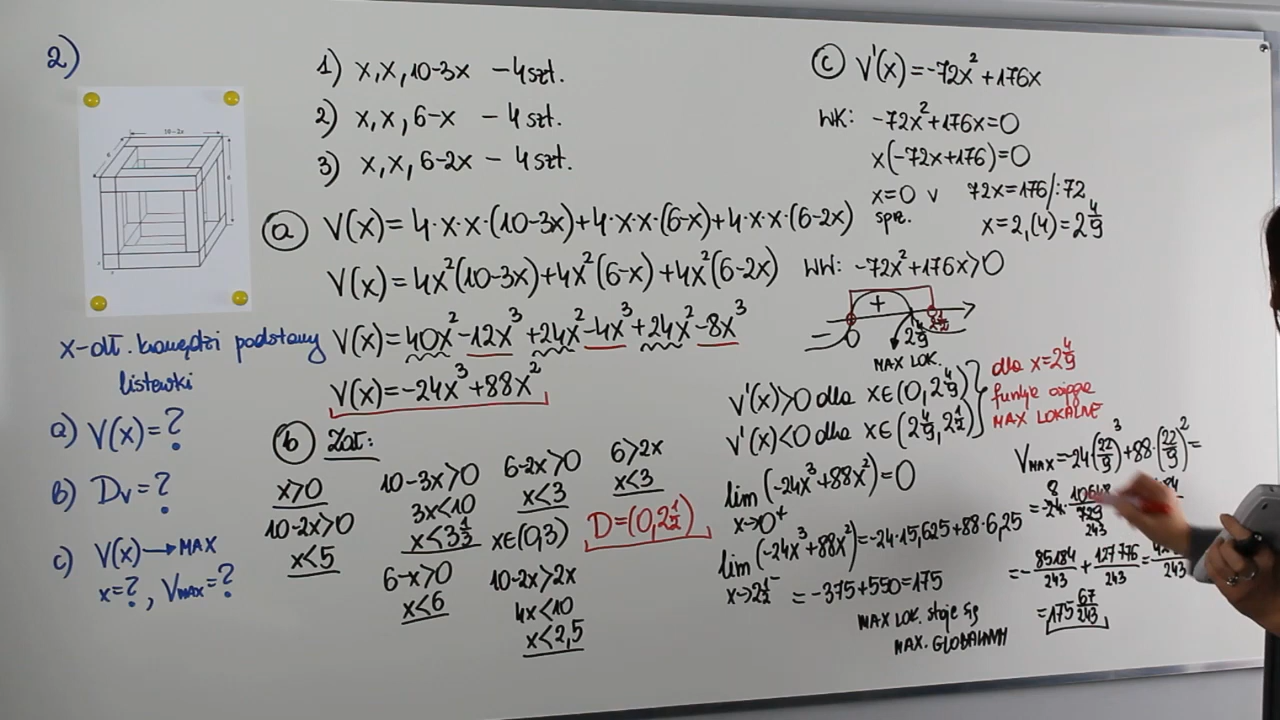 2)
10-2x
x-dł. krawędzi podstawy
listewki
a) V(x)=?
b) Dv=?
c) V(x)→MAX
x=?, VMAX=?
1) x,x,10-3x - 4szt.
2) x,x,6-x - 4szt.
3) x,x,6-2x - 4szt.
a) V(x)=4·x·x·(10-3x)+4·x·x·(6-x)+4·x·x·(6-2x)
V(x)=4x²(10-3x)+4x²(6-x)+4x²(6-2x)
V(x)=40x²-12x³+24x²-4x³+24x²-8x³
V(x)=-24x³+88x²
b) Zał:
x>0
10-2x>0
x<5
10-3x>0
3x<10
x<3⅓
6-x>0
x<6
6-2x>0
x<3
x∈(0,3)
10-2x>2x
4x<10
x<2,5
6>2x
x<3
D=(0,2½)
c) V'(x)=-72x²+176x
WK: -72x²+176x=0
x(-72x+176)=0
x=0 v 72x=176/:72
spr.
x=2,(4)=2 4/9
WW: -72x²+176x>0
+
0 2 4/9 2½
MAX LOK.
V'(x)>0 dla x∈(0,2 4/9)
V'(x)<0 dla x∈(2 4/9,2½)
dla x=2 4/9
funkcja osiąga
MAX LOKALNE
lim (-24x³+88x²)=0
x→0⁺
lim (-24x³+88x²)=-24·15,625+88·6,25
x→2½⁻ =-375+550=175
MAX LOK. staje się
MAX. GLOBALNYM
VMAX=-24(22/9)³+88·(22/9)²=
=-24·10648/729
8
243
=-85184/243+127776/243=
=175 67/243